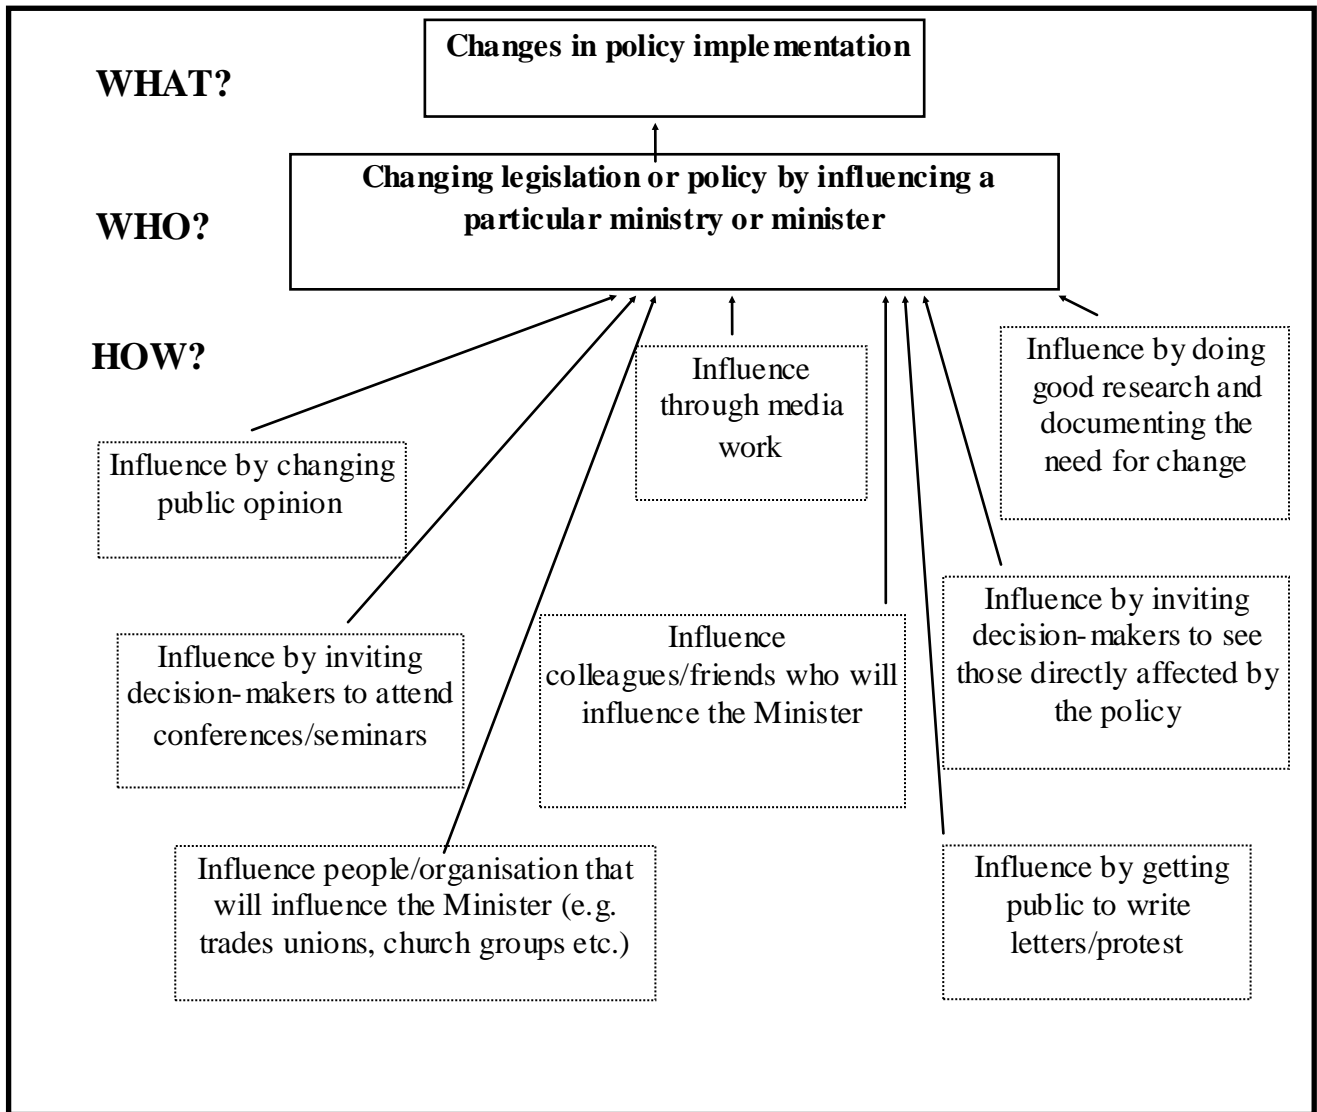 WHAT?
Changes in policy implementation
WHO?
Changing legislation or policy by influencing a
particular ministry or minister
HOW?
Influence by changing
public opinion
Influence
through media
work
Influence by doing
good research and
documenting the
need for change
Influence by inviting
decision-makers to attend
conferences/seminars
Influence
colleagues/friends who will
influence the Minister
Influence by inviting
decision-makers to see
those directly affected by
the policy
Influence people/organisation that
will influence the Minister (e.g.
trades unions, church groups etc.)
Influence by getting
public to write
letters/protest